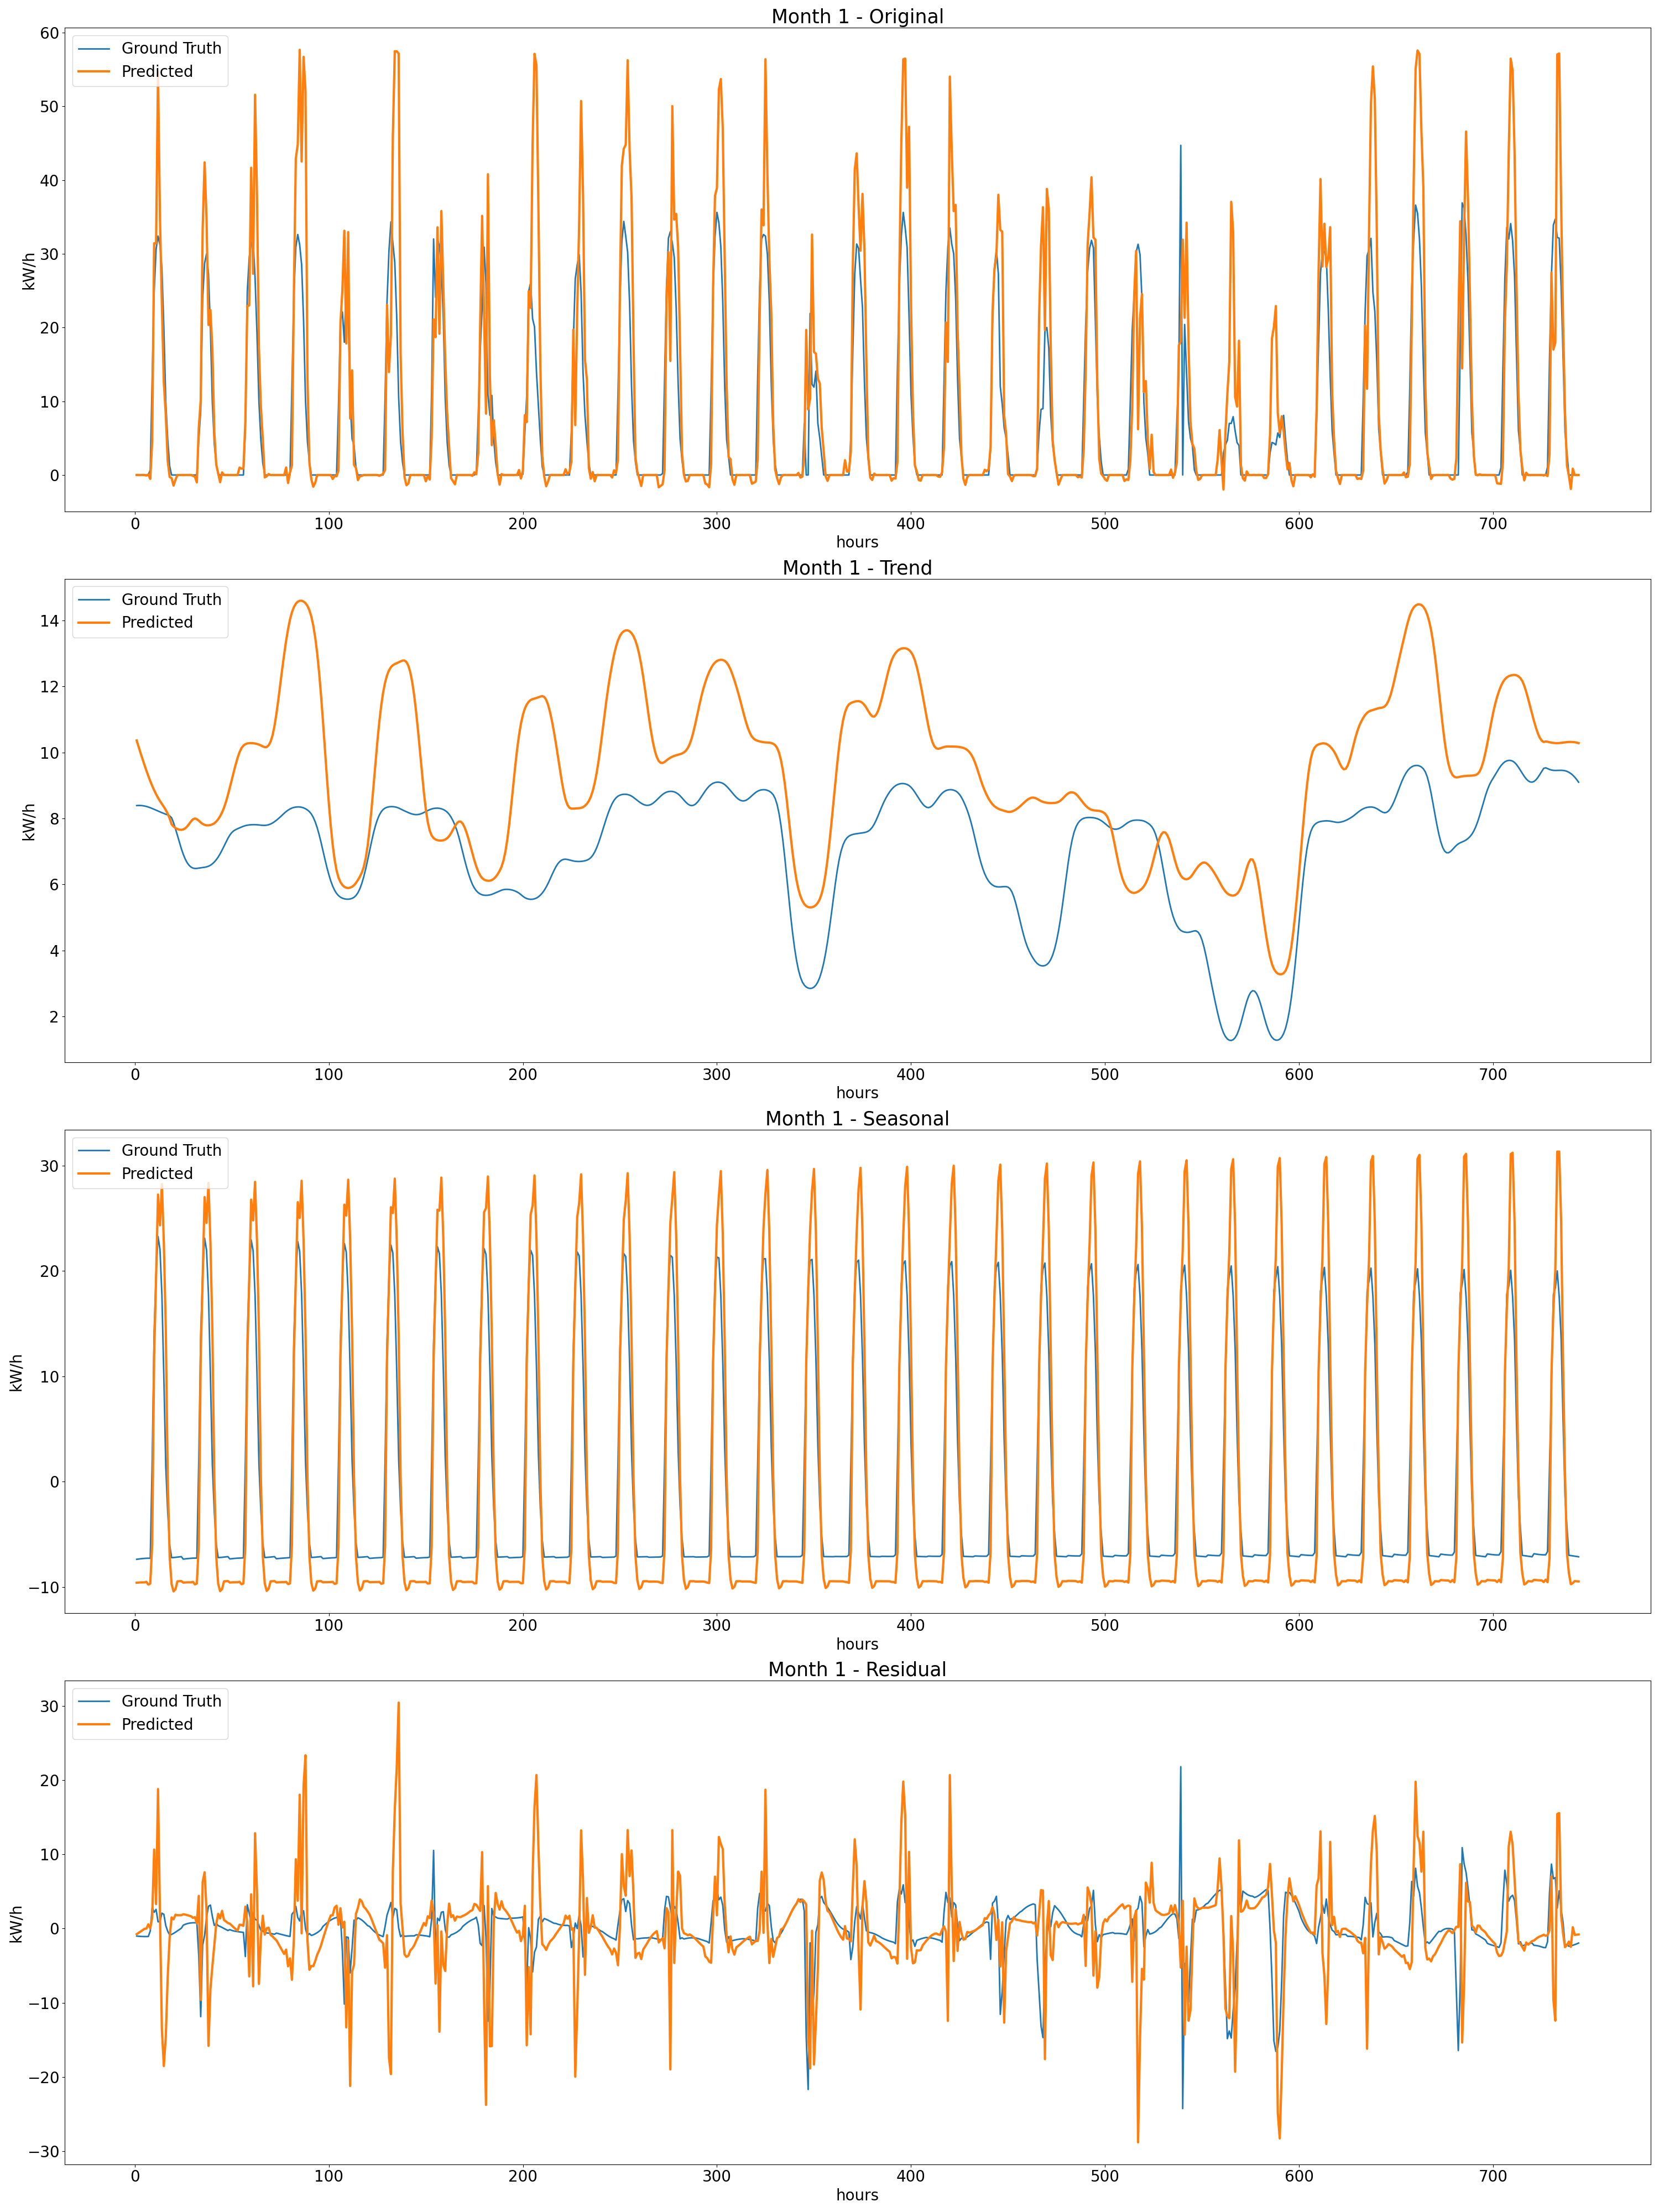 Month 1 - Original
Ground Truth
Predicted
60
50
40
30
20
10
0
kW/h
0 100 200 300 400 500 600 700
hours
Month 1 - Trend
Ground Truth
Predicted
14
12
10
8
6
4
2
kW/h
0 100 200 300 400 500 600 700
hours
Month 1 - Seasonal
Ground Truth
Predicted
30
20
10
0
−10
kW/h
0 100 200 300 400 500 600 700
hours
Month 1 - Residual
Ground Truth
Predicted
30
20
10
0
−10
−20
−30
kW/h
0 100 200 300 400 500 600 700
hours